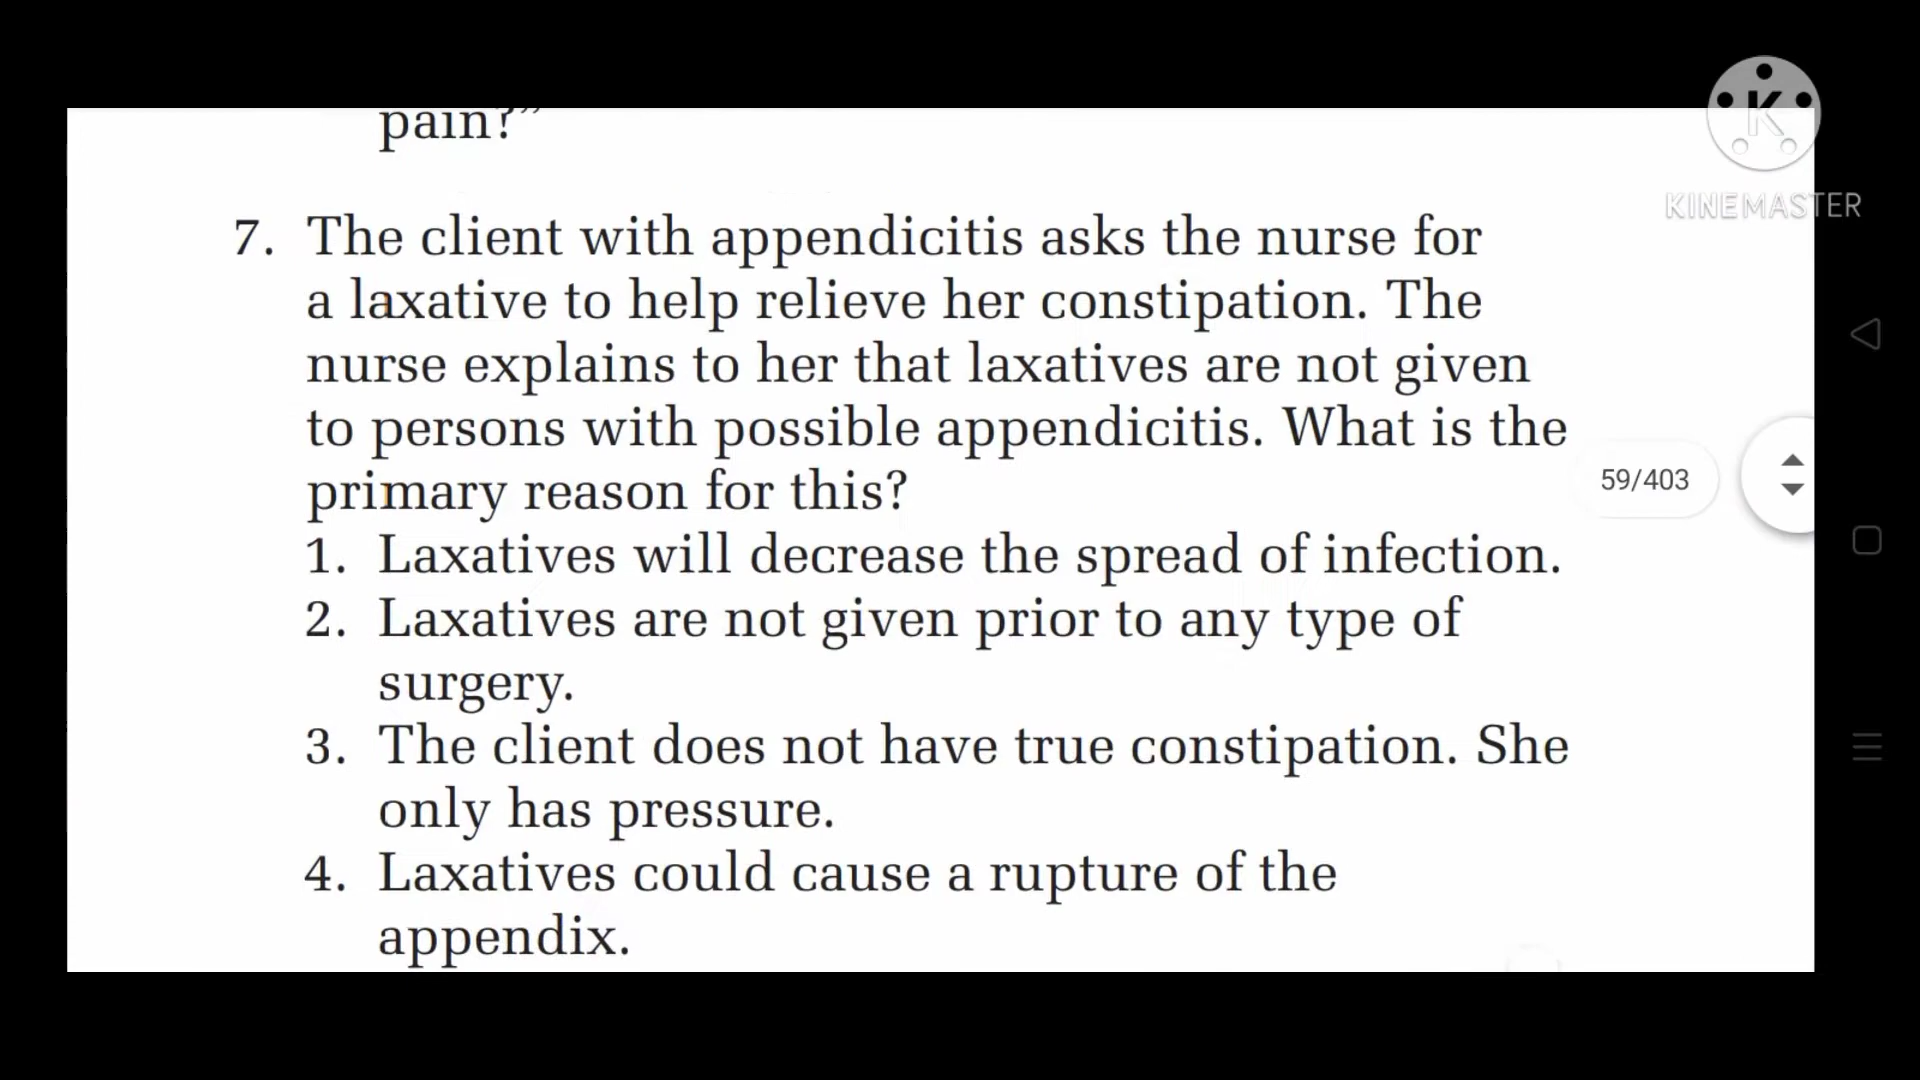 pain?”
7. The client with appendicitis asks the nurse for
a laxative to help relieve her constipation. The
nurse explains to her that laxatives are not given
to persons with possible appendicitis. What is the
primary reason for this?
1. Laxatives will decrease the spread of infection.
2. Laxatives are not given prior to any type of
surgery.
3. The client does not have true constipation. She
only has pressure.
4. Laxatives could cause a rupture of the
appendix.
K
KINEMASTER
59/403